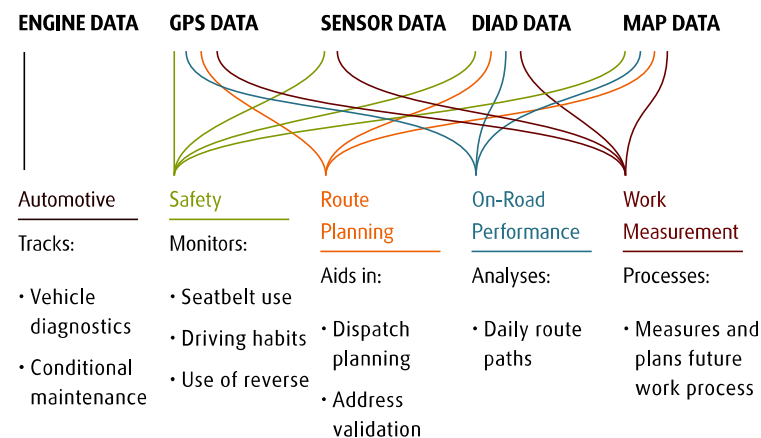 ENGINE DATA
GPS DATA
SENSOR DATA
DIAD DATA
MAP DATA
Automotive
Tracks:
• Vehicle
diagnostics
• Conditional
maintenance
Safety
Monitors:
• Seatbelt use
• Driving habits
• Use of reverse
Route
Planning
Aids in:
• Dispatch
planning
• Address
validation
On-Road
Performance
Analyses:
• Daily route
paths
Work
Measurement
Processes:
• Measures and
plans future
work process